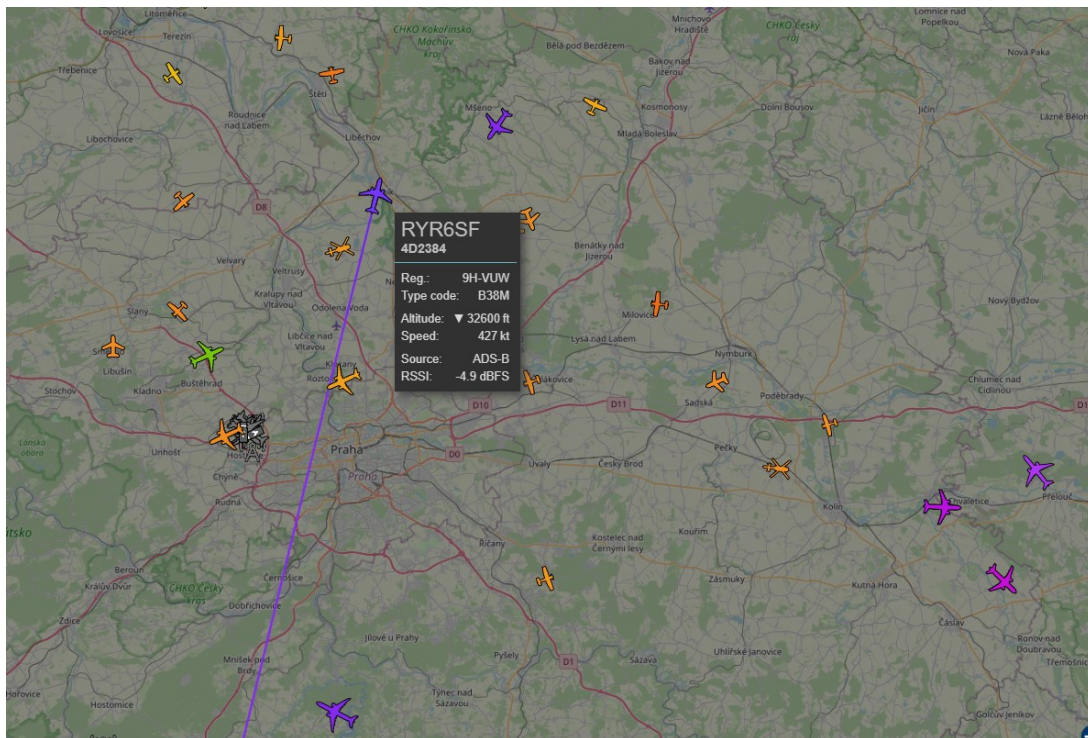 Litoměřice
Lovosice
Terezín
Třebenice
Štětí
Roudnice
nad Labem
Libochovice
Liběchov
CHKO Kokořínsko
Máchův
kraj
Mšeno
Bělá pod Bezdězem
Mnichovo
Hradiště
Bakov nad
Jizerou
CHKO Český
ráj
Lomnice nad
Popelkou
Nová Paka
Kosmonosy
Dolní Bousov
Mladá Boleslav
Jičín
Lázně Bělohr
D8
Velvary
Veltrusy
Kralupy nad
Vltavou
Odolena Voda
Slaný
Libčice nad
Vltavou
RYR6SF
4D2384
Reg.: 9H-VUW
Type code: B38M
Altitude: ▼ 32600 ft
Speed: 427 kt
Source: ADS-B
RSSI: -4.9 dBFS
Benátky nad
Jizerou
Milovice
Lysá nad Labem
Nymburk
Nový Bydžov
Libušín
Buštěhrad
Stochov
Kladno
Sadská
Poděbrady
Chlumec nad
Cidlinou
D10
D11
D1
Lánská
obora
Unhošť
Praha
Praha
D0
Úvaly
Český Brod
Pečky
Chýně
Rudná
Kolín
Chvaletice
Přelouč
Říčany
Kostelec nad
Černými lesy
Kouřim
Beroun
Králův Dvůr
CHKO Český
kras
Černošice
Dobřichovice
Zásmuky
Kutná Hora
Čáslav
Zdice
Jílové u Prahy
Mníšek pod
Brdy
Pyšely
D1
Sázava
Uhlířské Janovice
Ronov nad
Doubravou
Třemošnic
Hořovice
Hostomice
Týnec nad
Sázavou
Golčův Jeníkov